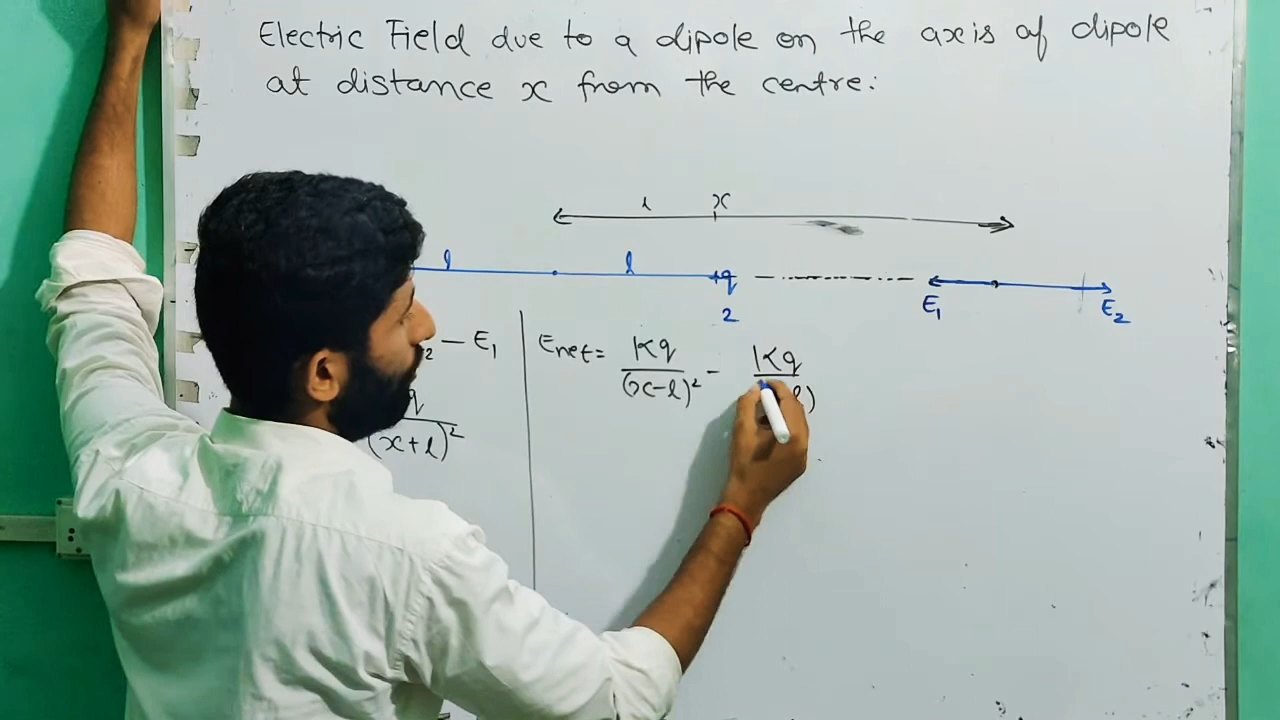 Electric Field due to a dipole on the axis of dipole
at distance x from the centre:
x
l l +q
2 E₁ E₂
₂ - E₁ Enet = Kq/(x-l)² - Kq
q/(x+l)² l)